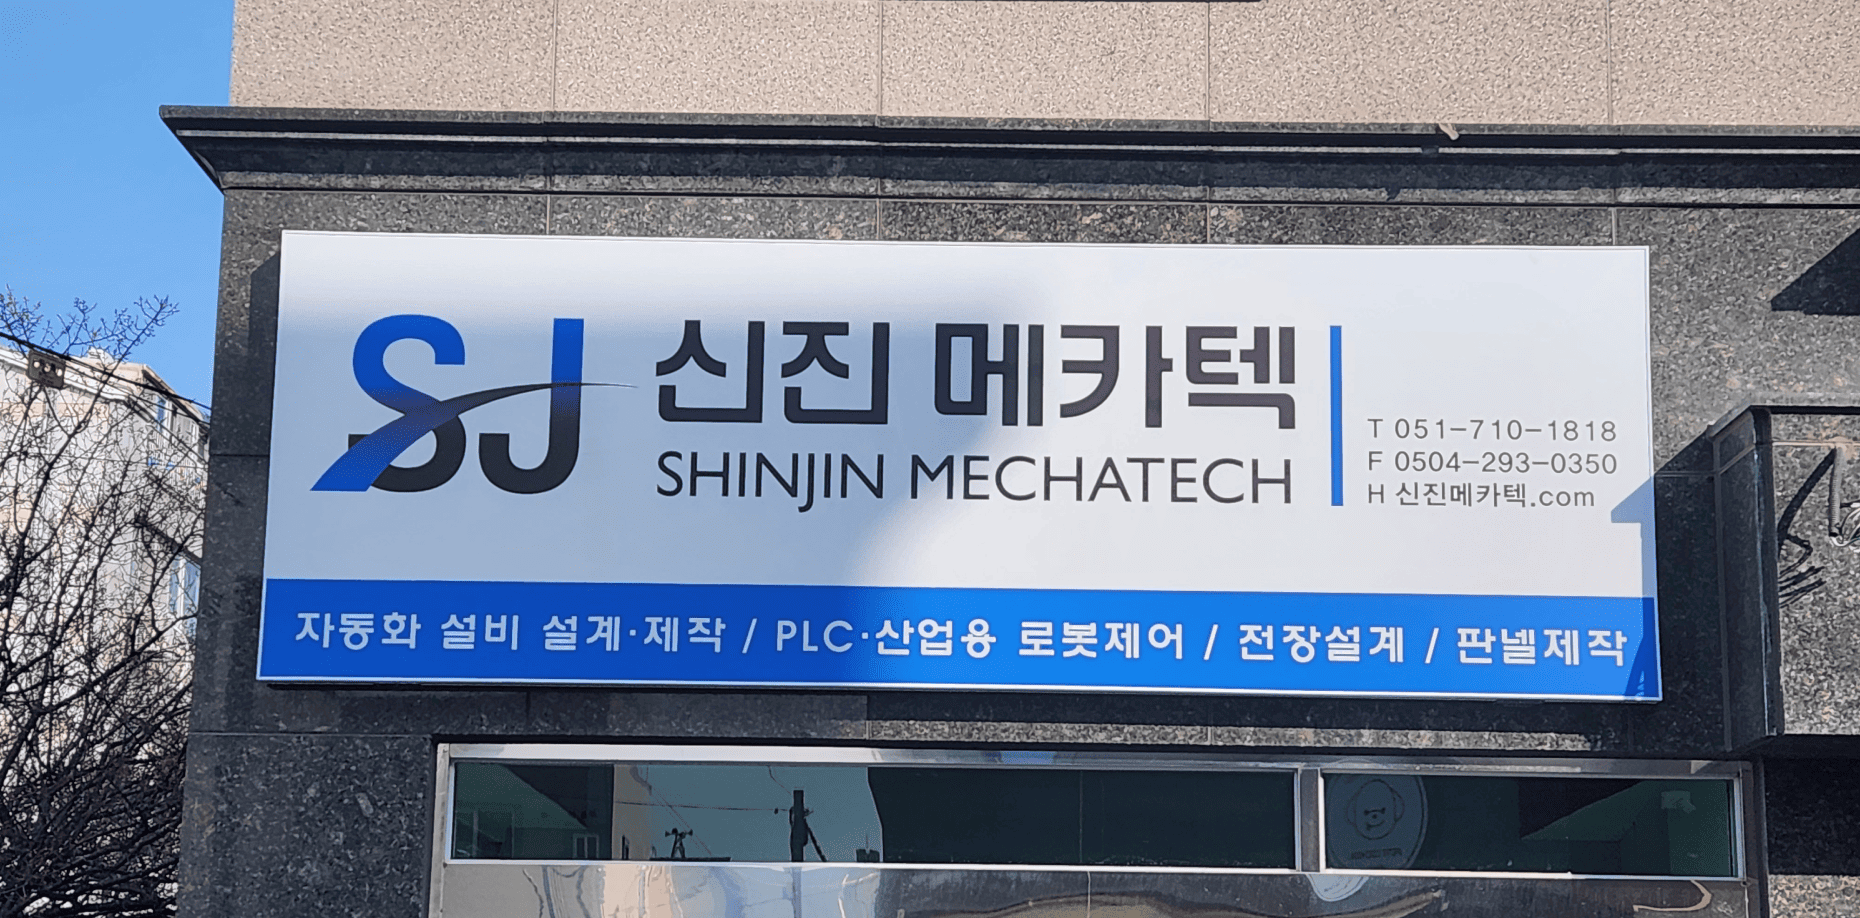 SJ 신진 메카텍
SHINJIN MECHATECH
T 051-710-1818
F 0504-293-0350
H 신진메카텍.com
자동화 설비 설계·제작 / PLC·산업용 로봇제어 / 전장설계 / 판넬제작